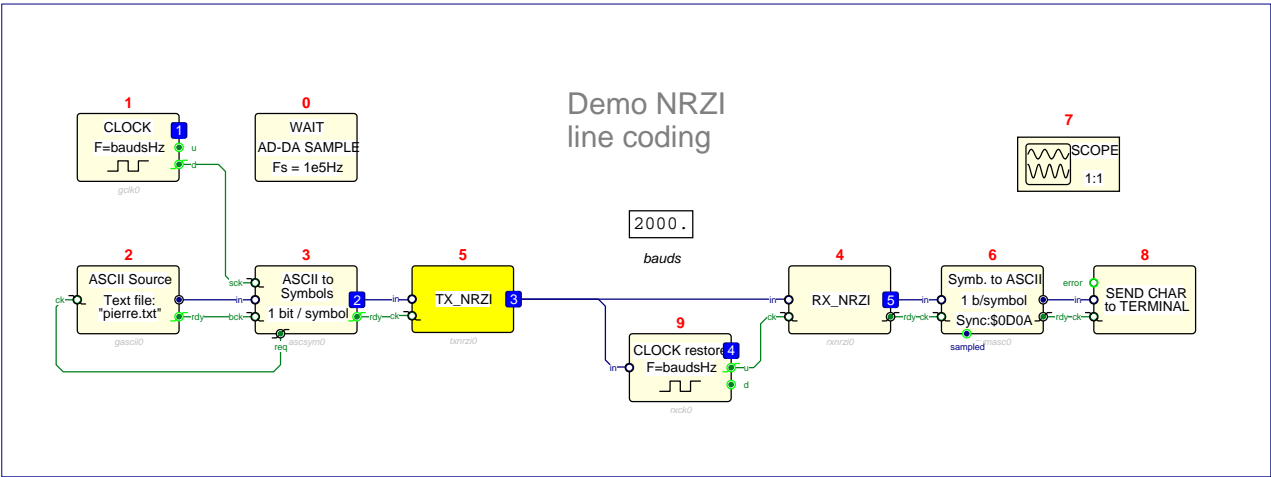 Demo NRZI
line coding
1
CLOCK
1
F=baudsHz
u
d
gclk0
0
WAIT
AD-DA SAMPLE
Fs = 1e5Hz
7
SCOPE
1:1
2000.
bauds
2
ASCII Source
ck
Text file:
"pierre.txt"
rdy
gascii0
3
ASCII to
Symbols
sck
in
2
1 bit / symbol
bck
rdy
req
ascsym0
5
TX_NRZI
in
ck
3
txnrzi0
9
CLOCK restore
4
in
F=baudsHz
u
d
rxck0
4
RX_NRZI
in
ck
5
rdy
rxnrzi0
6
Symb. to ASCII
in
1 b/symbol
ck
Sync:$0D0A
rdy
sampled
masc0
8
error
SEND CHAR
in
to TERMINAL
ck